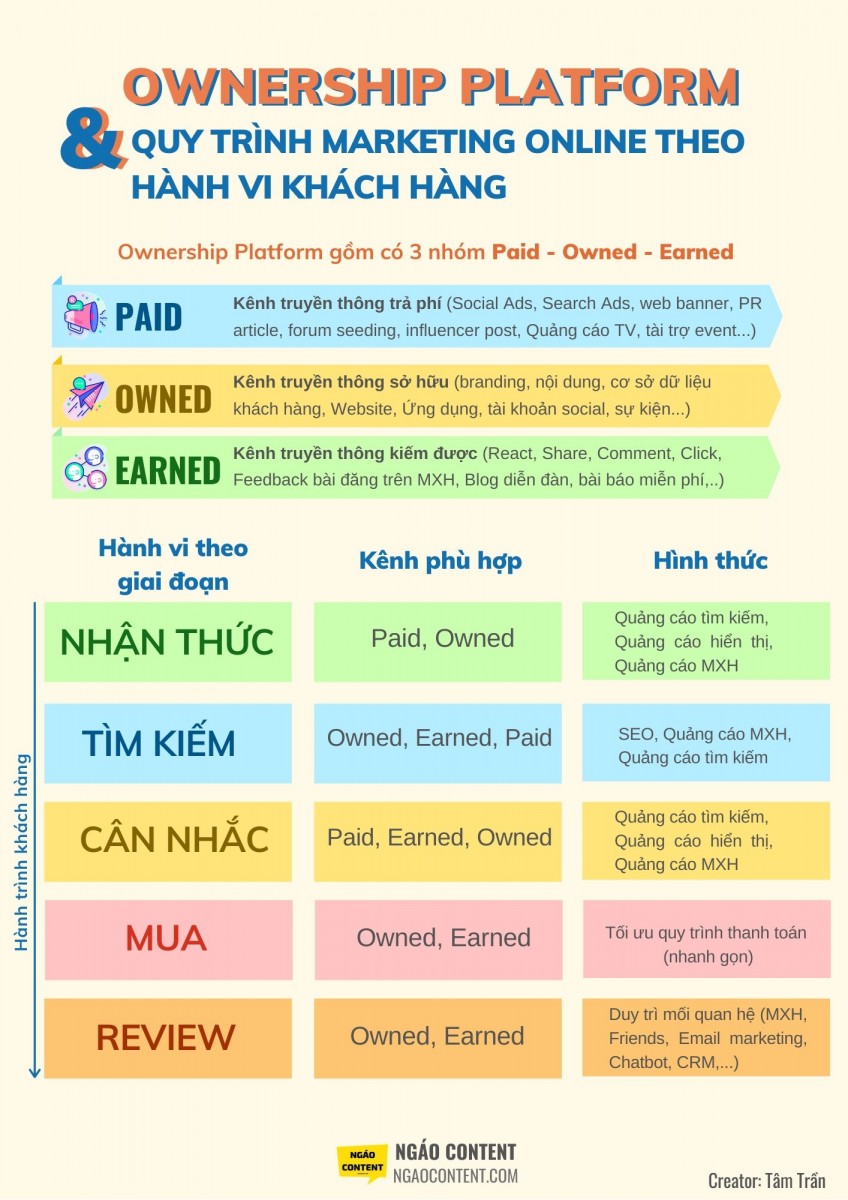 OWNERSHIP PLATFORM
& QUY TRÌNH MARKETING ONLINE THEO
HÀNH VI KHÁCH HÀNG
Ownership Platform gồm có 3 nhóm Paid - Owned - Earned
PAID
Kênh truyền thông trả phí (Social Ads, Search Ads, web banner, PR
article, forum seeding, influencer post, Quảng cáo TV, tài trợ event...)
OWNED
Kênh truyền thông sở hữu (branding, nội dung, cơ sở dữ liệu
khách hàng, Website, Ứng dụng, tài khoản social, sự kiện...)
EARNED
Kênh truyền thông kiếm được (React, Share, Comment, Click,
Feedback bài đăng trên MXH, Blog diễn đàn, bài báo miễn phí,..)
Hành vi theo
giai đoạn
Kênh phù hợp
Hình thức
Hành trình khách hàng
NHẬN THỨC
Paid, Owned
Quảng cáo tìm kiếm,
Quảng cáo hiển thị,
Quảng cáo MXH
TÌM KIẾM
Owned, Earned, Paid
SEO, Quảng cáo MXH,
Quảng cáo tìm kiếm
CÂN NHẮC
Paid, Earned, Owned
Quảng cáo tìm kiếm,
Quảng cáo hiển thị,
Quảng cáo MXH
MUA
Owned, Earned
Tối ưu quy trình thanh toán
(nhanh gọn)
REVIEW
Owned, Earned
Duy trì mối quan hệ (MXH,
Friends, Email marketing,
Chatbot, CRM,...)
NGÁO
CONTENT
NGÁO CONTENT
NGAOCONTENT.COM
Creator: Tâm Trần